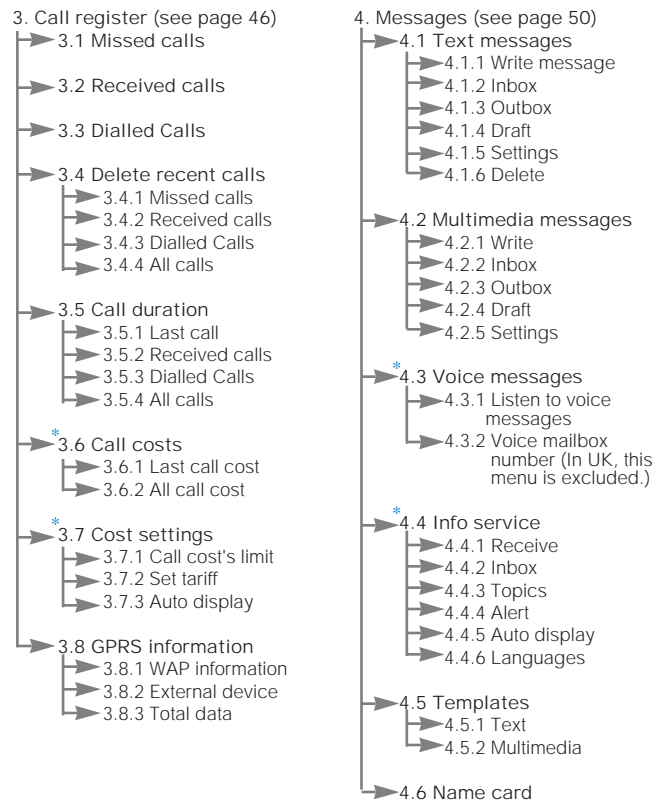 3. Call register (see page 46)
3.1 Missed calls
3.2 Received calls
3.3 Dialled Calls
3.4 Delete recent calls
3.4.1 Missed calls
3.4.2 Received calls
3.4.3 Dialled Calls
3.4.4 All calls
3.5 Call duration
3.5.1 Last call
3.5.2 Received calls
3.5.3 Dialled Calls
3.5.4 All calls
*3.6 Call costs
3.6.1 Last call cost
3.6.2 All call cost
*3.7 Cost settings
3.7.1 Call cost's limit
3.7.2 Set tariff
3.7.3 Auto display
3.8 GPRS information
3.8.1 WAP information
3.8.2 External device
3.8.3 Total data
4. Messages (see page 50)
4.1 Text messages
4.1.1 Write message
4.1.2 Inbox
4.1.3 Outbox
4.1.4 Draft
4.1.5 Settings
4.1.6 Delete
4.2 Multimedia messages
4.2.1 Write
4.2.2 Inbox
4.2.3 Outbox
4.2.4 Draft
4.2.5 Settings
*4.3 Voice messages
4.3.1 Listen to voice
messages
4.3.2 Voice mailbox
number (In UK, this
menu is excluded.)
*4.4 Info service
4.4.1 Receive
4.4.2 Inbox
4.4.3 Topics
4.4.4 Alert
4.4.5 Auto display
4.4.6 Languages
4.5 Templates
4.5.1 Text
4.5.2 Multimedia
4.6 Name card